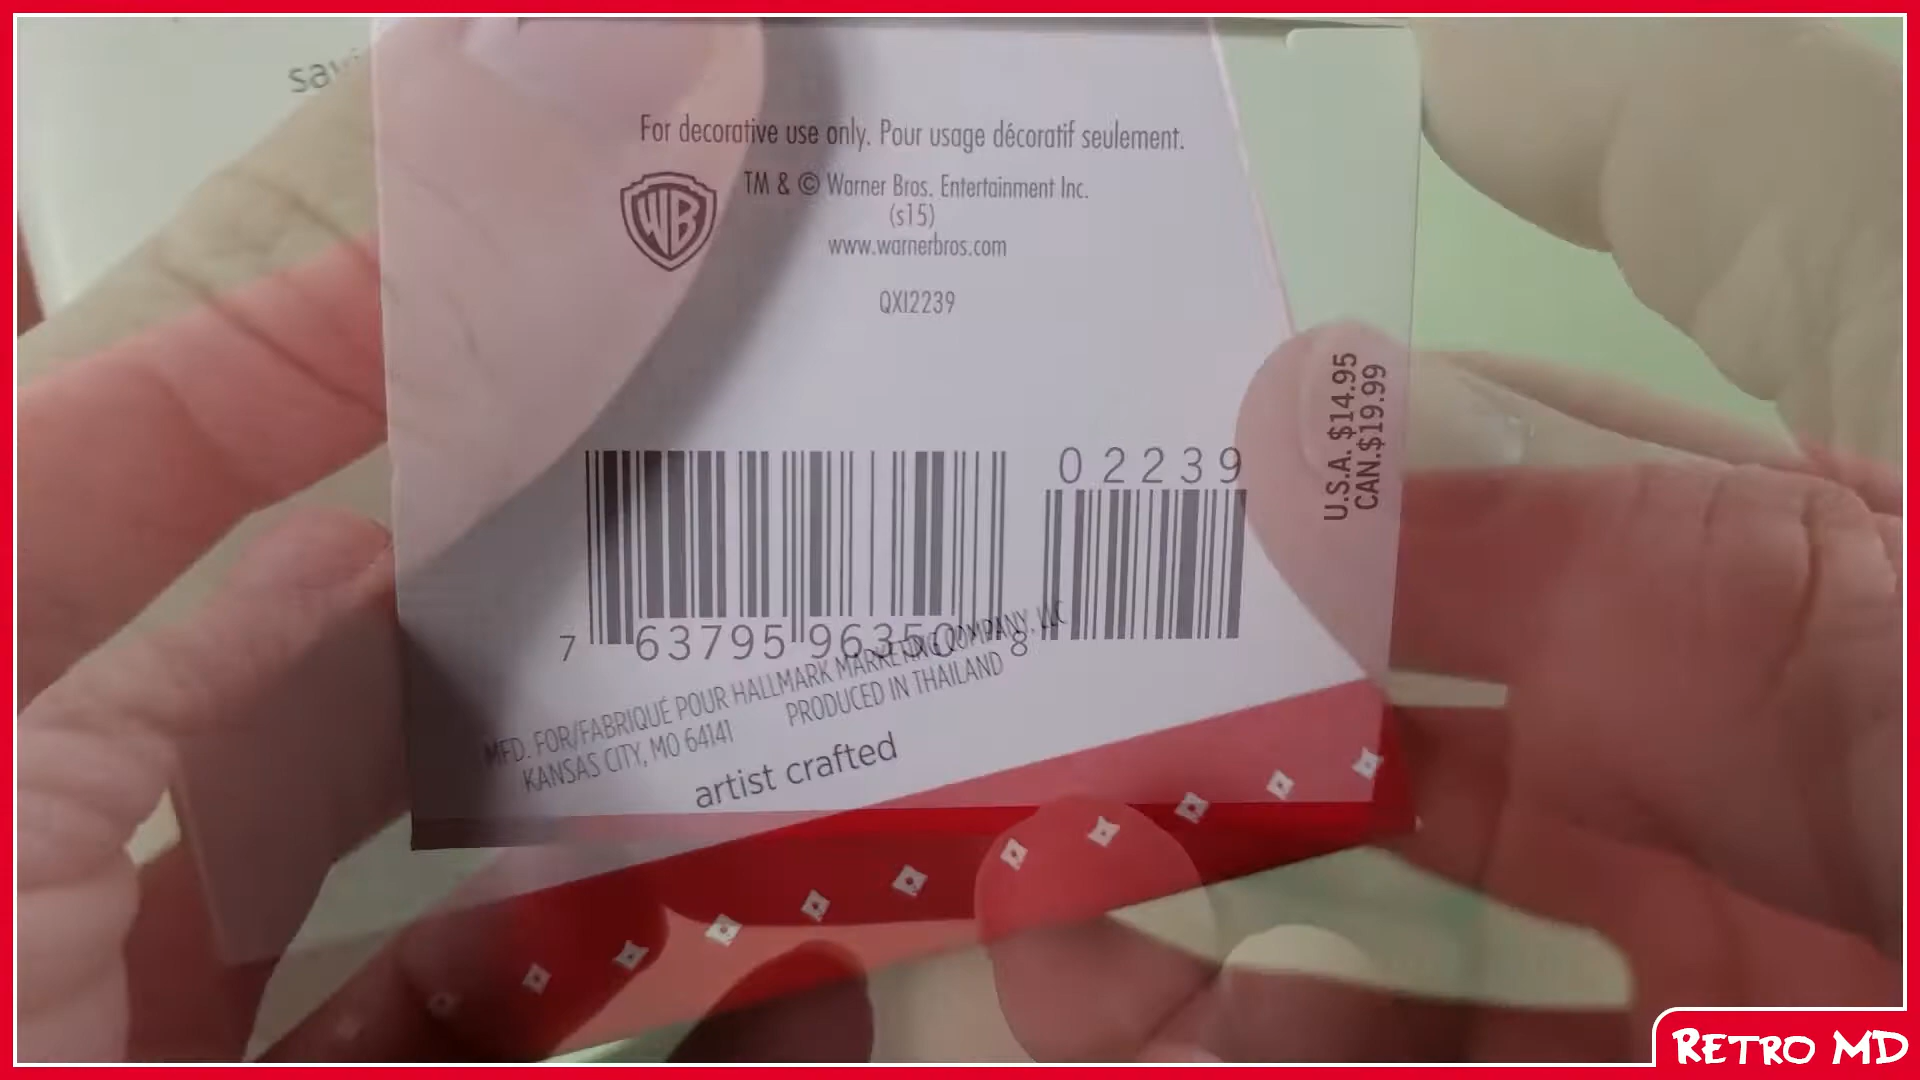 For decorative use only. Pour usage décoratif seulement.
WB
TM & © Warner Bros. Entertainment Inc.
(s15)
www.warnerbros.com
QXI2239
U.S.A. $14.95
CAN.$19.99
02239
7 63795 96350 8
MFD. FOR/FABRIQUÉ POUR HALLMARK MARKETING COMPANY, LLC
KANSAS CITY, MO 64141 PRODUCED IN THAILAND
artist crafted
RETRO MD